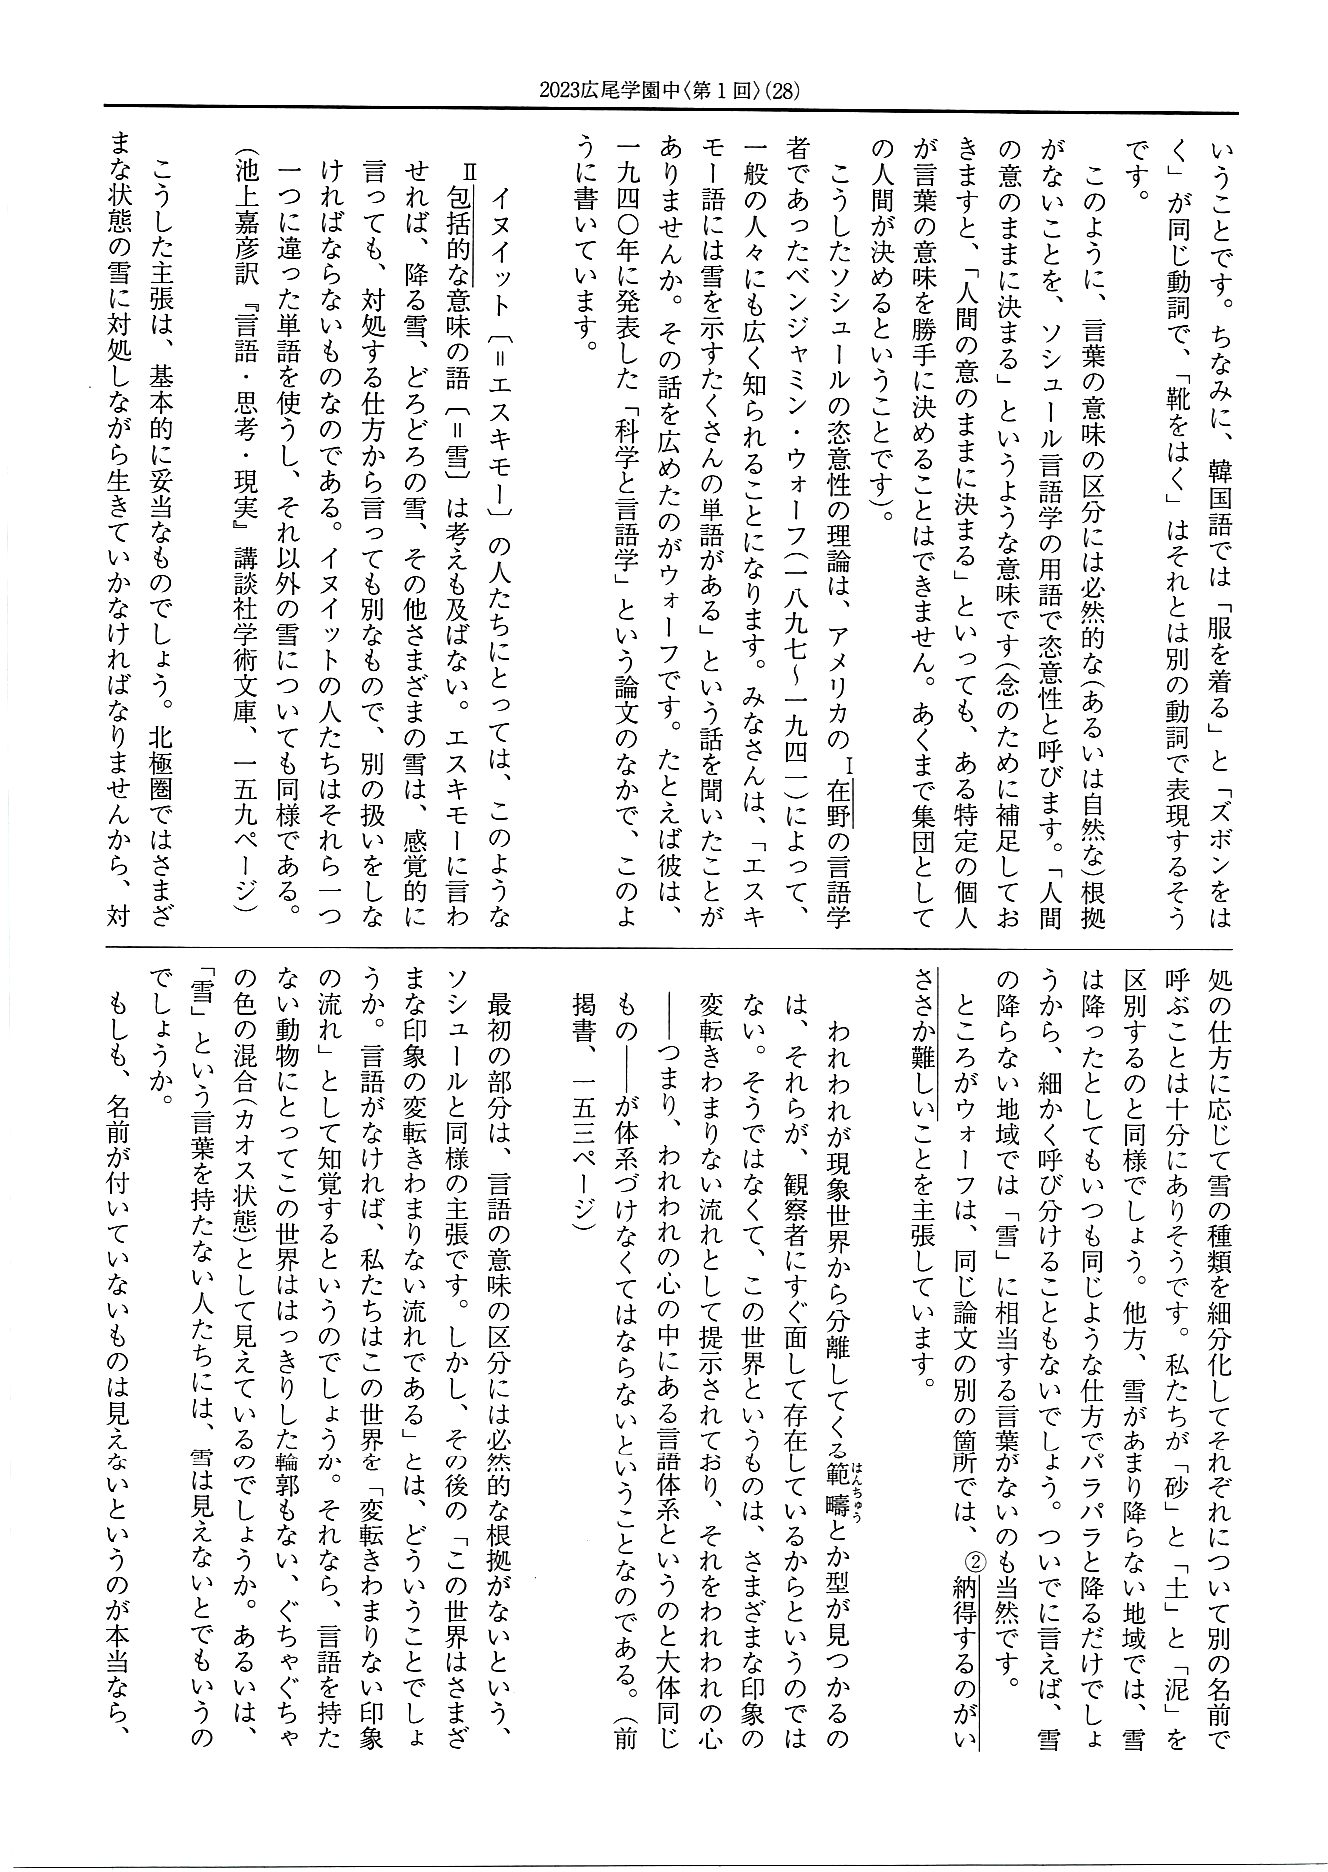 2023広尾学園中〈第1回〉(28)
いうことです。ちなみに、韓国語では「服を着る」と「ズボンをは
く」が同じ動詞で、「靴をはく」はそれとは別の動詞で表現するそう
です。
このように、言葉の意味の区分には必然的な(あるいは自然な)根拠
がないことを、ソシュール言語学の用語で恣意性と呼びます。「人間
の意のままに決まる」というような意味です(念のために補足してお
きますと、「人間の意のままに決まる」といっても、ある特定の個人
が言葉の意味を勝手に決めることはできません。あくまで集団として
の人間が決めるということです)。
こうしたソシュールの恣意性の理論は、アメリカのⅠ在野の言語学
者であったベンジャミン・ウォーフ(一八九七〜一九四一)によって、
一般の人々にも広く知られることになります。みなさんは、「エスキ
モー語には雪を示すたくさんの単語がある」という話を聞いたことが
ありませんか。その話を広めたのがウォーフです。たとえば彼は、
一九四〇年に発表した「科学と言語学」という論文のなかで、このよ
うに書いています。
イヌイット〔=エスキモー〕の人たちにとっては、このような
Ⅱ包括的な意味の語〔=雪〕は考えも及ばない。エスキモーに言わ
せれば、降る雪、どろどろの雪、その他さまざまの雪は、感覚的に
言っても、対処する仕方から言っても別なもので、別の扱いをしな
ければならないものなのである。イヌイットの人たちはそれら一つ
一つに違った単語を使うし、それ以外の雪についても同様である。
(池上嘉彦訳『言語・思考・現実』講談社学術文庫、一五九ページ)
こうした主張は、基本的に妥当なものでしょう。北極圏ではさまざ
まな状態の雪に対処しながら生きていかなければなりませんから、対
処の仕方に応じて雪の種類を細分化してそれぞれについて別の名前で
呼ぶことは十分にありそうです。私たちが「砂」と「土」と「泥」を
区別するのと同様でしょう。他方、雪があまり降らない地域では、雪
は降ったとしてもいつも同じような仕方でパラパラと降るだけでしょ
うから、細かく呼び分けることもないでしょう。ついでに言えば、雪
の降らない地域では「雪」に相当する言葉がないのも当然です。
ところがウォーフは、同じ論文の別の箇所では、②納得するのがい
ささか難しいことを主張しています。
われわれが現象世界から分離してくる範疇とか型が見つかるの
はんちゅう
は、それらが、観察者にすぐ面して存在しているからというのでは
ない。そうではなくて、この世界というものは、さまざまな印象の
変転きわまりない流れとして提示されており、それをわれわれの心
――つまり、われわれの心の中にある言語体系というのと大体同じ
もの――が体系づけなくてはならないということなのである。(前
掲書、一五三ページ)
最初の部分は、言語の意味の区分には必然的な根拠がないという、
ソシュールと同様の主張です。しかし、その後の「この世界はさまざ
まな印象の変転きわまりない流れである」とは、どういうことでしょ
うか。言語がなければ、私たちはこの世界を「変転きわまりない印象
の流れ」として知覚するというのでしょうか。それなら、言語を持た
ない動物にとってこの世界ははっきりした輪郭もない、ぐちゃぐちゃ
の色の混合(カオス状態)として見えているのでしょうか。あるいは、
「雪」という言葉を持たない人たちには、雪は見えないとでもいうの
でしょうか。
もしも、名前が付いていないものは見えないというのが本当なら、